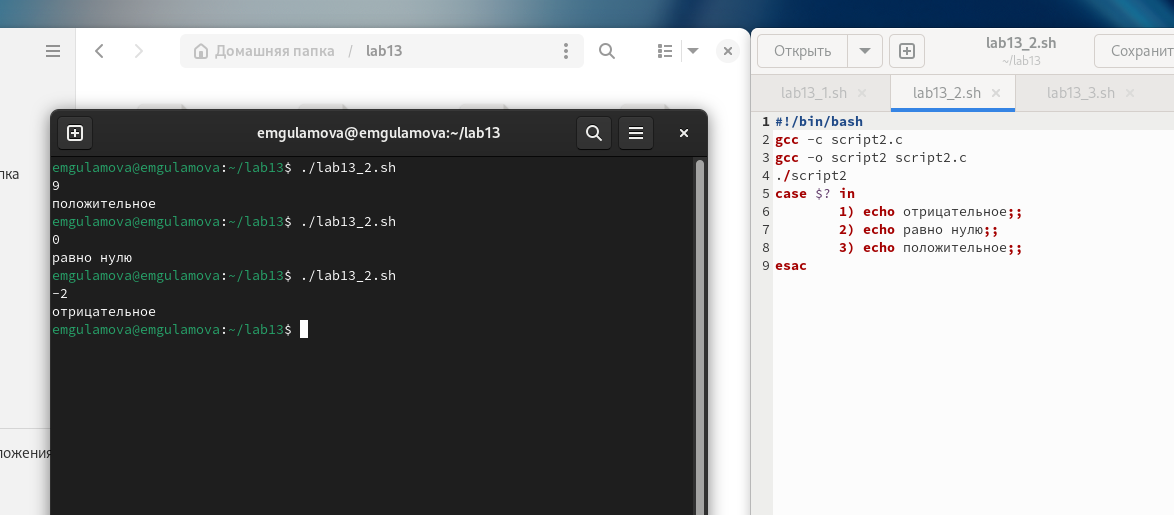 Домашняя папка / lab13
Открыть
lab13_2.sh
~/lab13
lab13_1.sh
lab13_2.sh
lab13_3.sh
emgulamova@emgulamova:~/lab13
emgulamova@emgulamova:~/lab13$ ./lab13_2.sh
9
положительное
emgulamova@emgulamova:~/lab13$ ./lab13_2.sh
0
равно нулю
emgulamova@emgulamova:~/lab13$ ./lab13_2.sh
-2
отрицательное
emgulamova@emgulamova:~/lab13$
1 #!/bin/bash
2 gcc -c script2.c
3 gcc -o script2 script2.c
4 ./script2
5 case $? in
6 1) echo отрицательное;;
7 2) echo равно нулю;;
8 3) echo положительное;;
9 esac